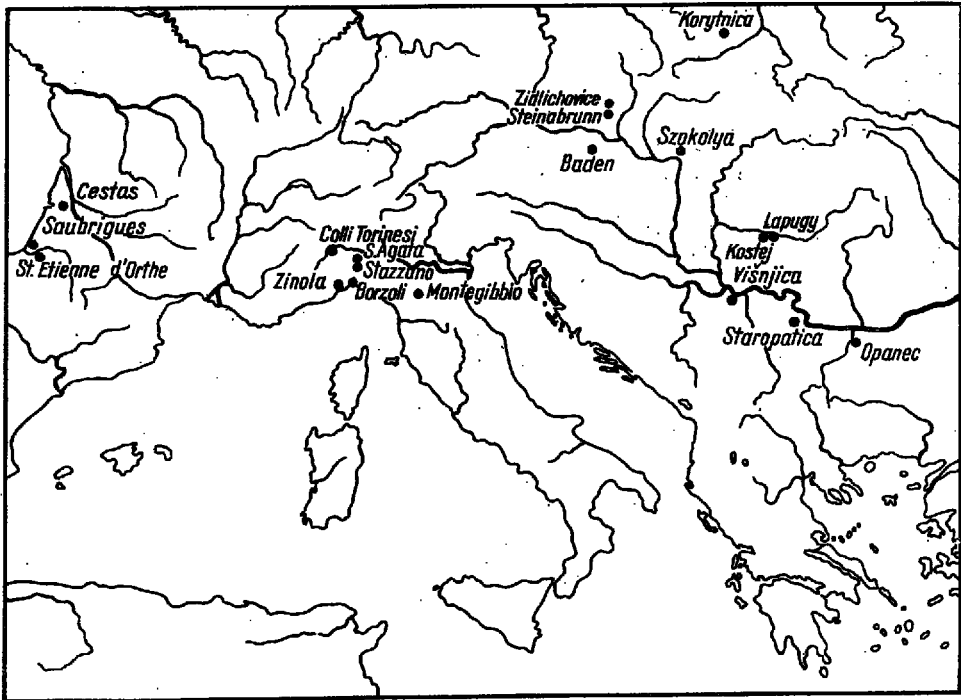 Korytnica
Židlichovice
Steinabrunn
Szokolya
Baden
Cestas
Saubrigues
St. Etienne d'Orthe
Colli Torinesi
S. Agata
Stazzano
Zinola
Borzoli
Montegibbio
Lapugy
Kostej
Višnjica
Staropatica
Opanec